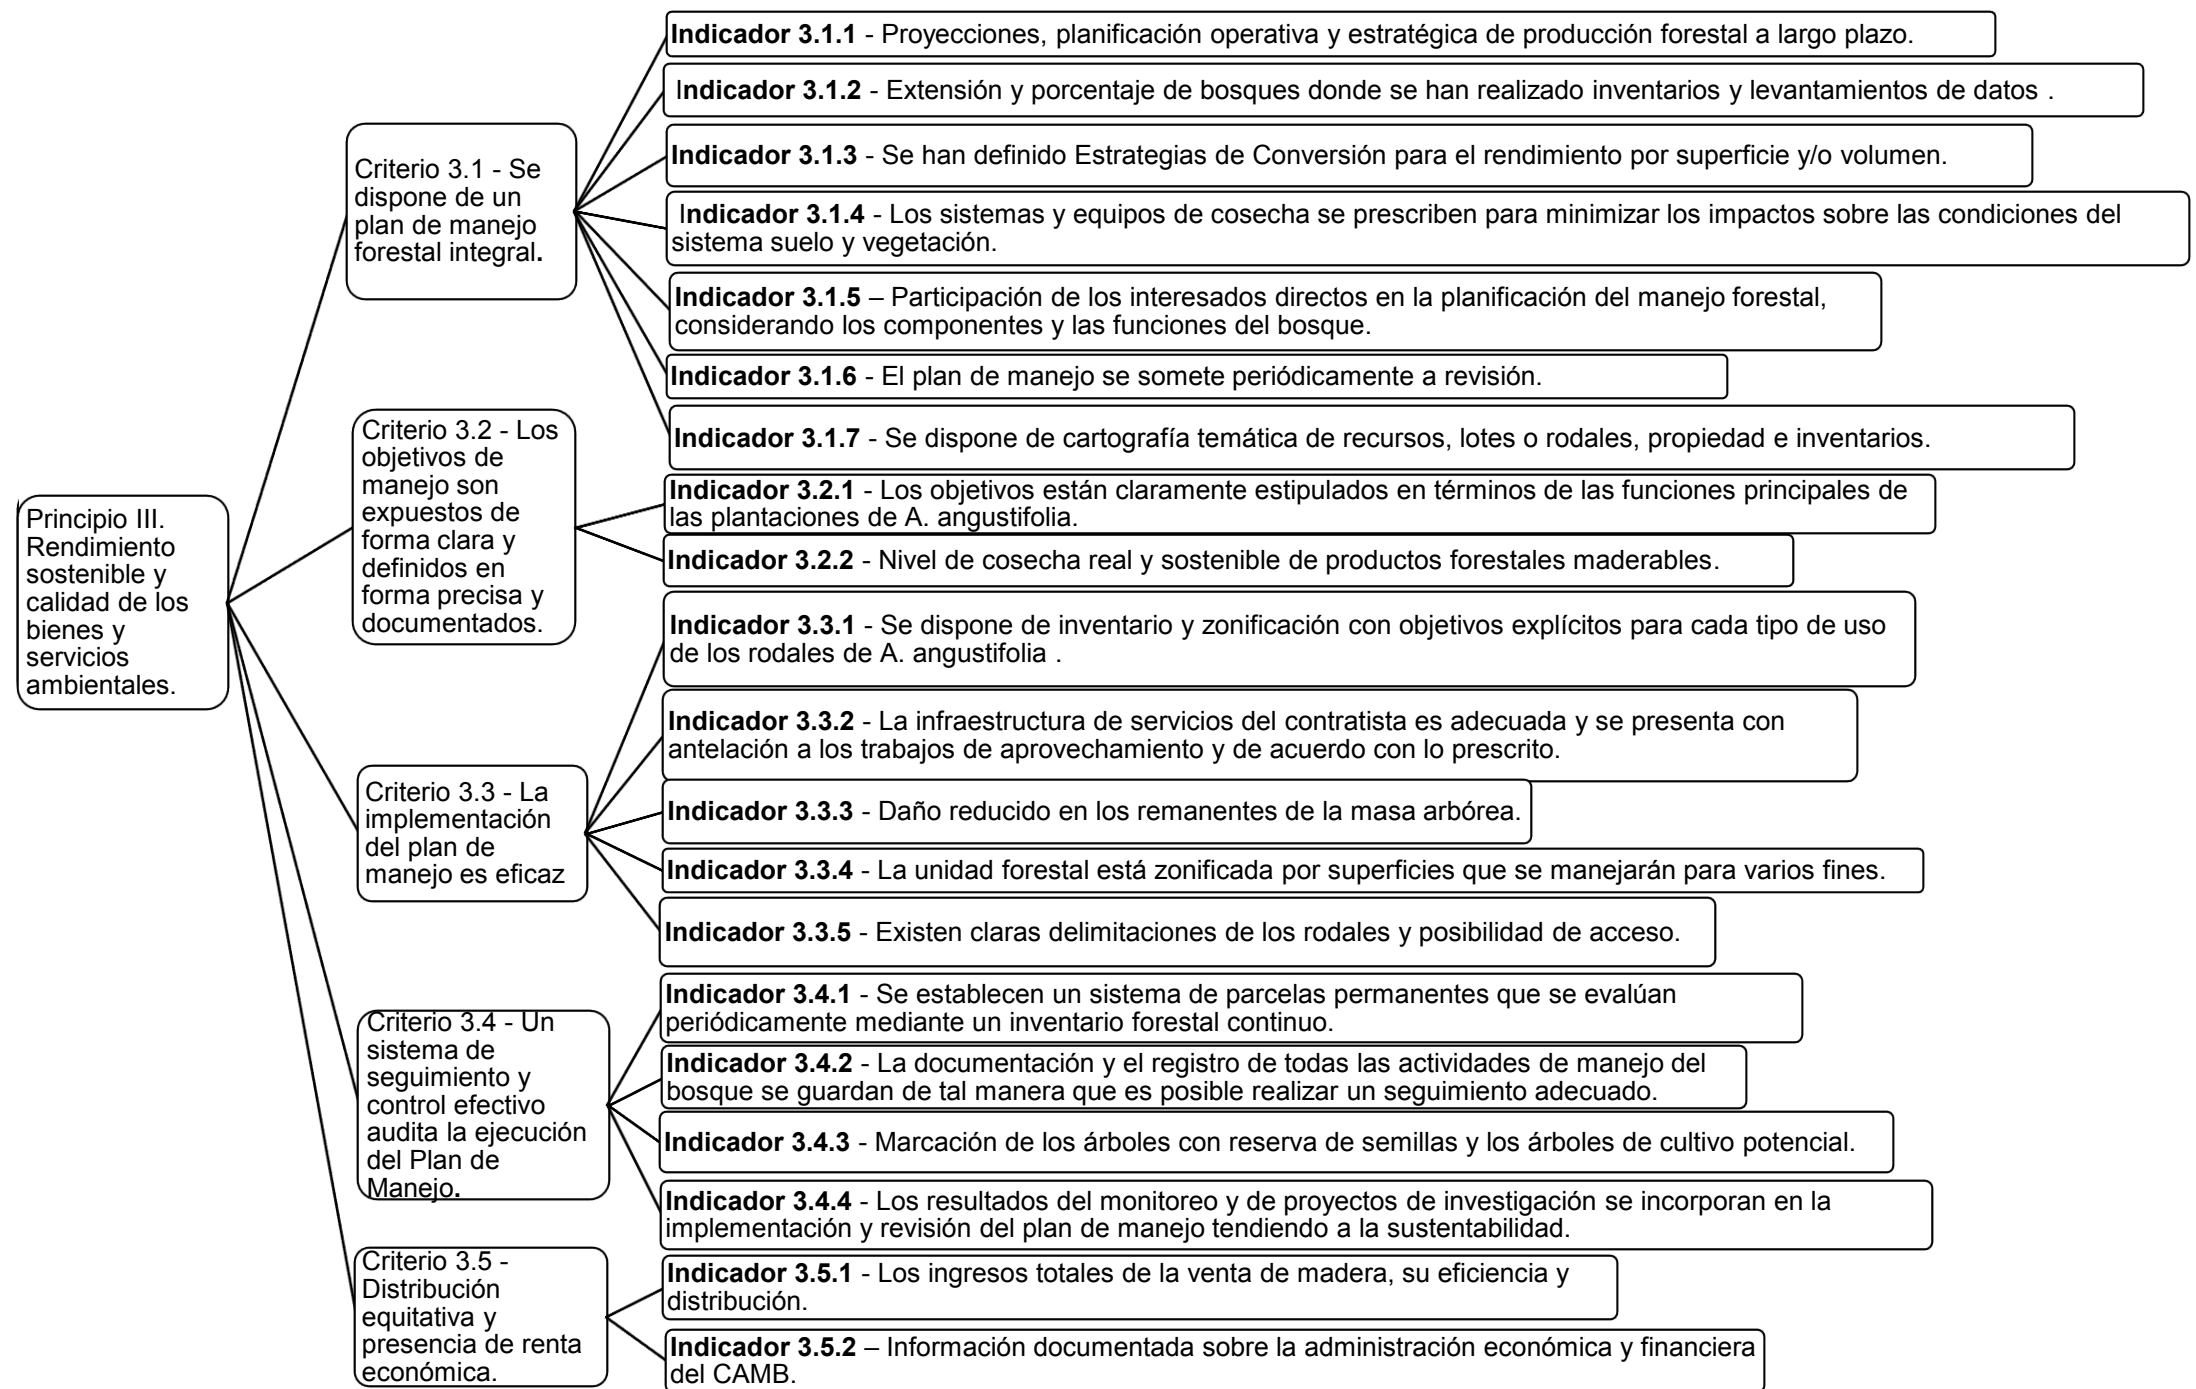 Principio III.
Rendimiento
sostenible y
calidad de los
bienes y
servicios
ambientales.
Criterio 3.1 - Se
dispone de un
plan de manejo
forestal integral.
Indicador 3.1.1 - Proyecciones, planificación operativa y estratégica de producción forestal a largo plazo.
Indicador 3.1.2 - Extensión y porcentaje de bosques donde se han realizado inventarios y levantamientos de datos .
Indicador 3.1.3 - Se han definido Estrategias de Conversión para el rendimiento por superficie y/o volumen.
Indicador 3.1.4 - Los sistemas y equipos de cosecha se prescriben para minimizar los impactos sobre las condiciones del
sistema suelo y vegetación.
Indicador 3.1.5 – Participación de los interesados directos en la planificación del manejo forestal,
considerando los componentes y las funciones del bosque.
Indicador 3.1.6 - El plan de manejo se somete periódicamente a revisión.
Indicador 3.1.7 - Se dispone de cartografía temática de recursos, lotes o rodales, propiedad e inventarios.
Criterio 3.2 - Los
objetivos de
manejo son
expuestos de
forma clara y
definidos en
forma precisa y
documentados.
Indicador 3.2.1 - Los objetivos están claramente estipulados en términos de las funciones principales de
las plantaciones de A. angustifolia.
Indicador 3.2.2 - Nivel de cosecha real y sostenible de productos forestales maderables.
Criterio 3.3 - La
implementación
del plan de
manejo es eficaz
Indicador 3.3.1 - Se dispone de inventario y zonificación con objetivos explícitos para cada tipo de uso
de los rodales de A. angustifolia .
Indicador 3.3.2 - La infraestructura de servicios del contratista es adecuada y se presenta con
antelación a los trabajos de aprovechamiento y de acuerdo con lo prescrito.
Indicador 3.3.3 - Daño reducido en los remanentes de la masa arbórea.
Indicador 3.3.4 - La unidad forestal está zonificada por superficies que se manejarán para varios fines.
Indicador 3.3.5 - Existen claras delimitaciones de los rodales y posibilidad de acceso.
Criterio 3.4 - Un
sistema de
seguimiento y
control efectivo
audita la ejecución
del Plan de
Manejo.
Indicador 3.4.1 - Se establecen un sistema de parcelas permanentes que se evalúan
periódicamente mediante un inventario forestal continuo.
Indicador 3.4.2 - La documentación y el registro de todas las actividades de manejo del
bosque se guardan de tal manera que es posible realizar un seguimiento adecuado.
Indicador 3.4.3 - Marcación de los árboles con reserva de semillas y los árboles de cultivo potencial.
Indicador 3.4.4 - Los resultados del monitoreo y de proyectos de investigación se incorporan en la
implementación y revisión del plan de manejo tendiendo a la sustentabilidad.
Criterio 3.5 -
Distribución
equitativa y
presencia de renta
económica.
Indicador 3.5.1 - Los ingresos totales de la venta de madera, su eficiencia y
distribución.
Indicador 3.5.2 – Información documentada sobre la administración económica y financiera
del CAMB.